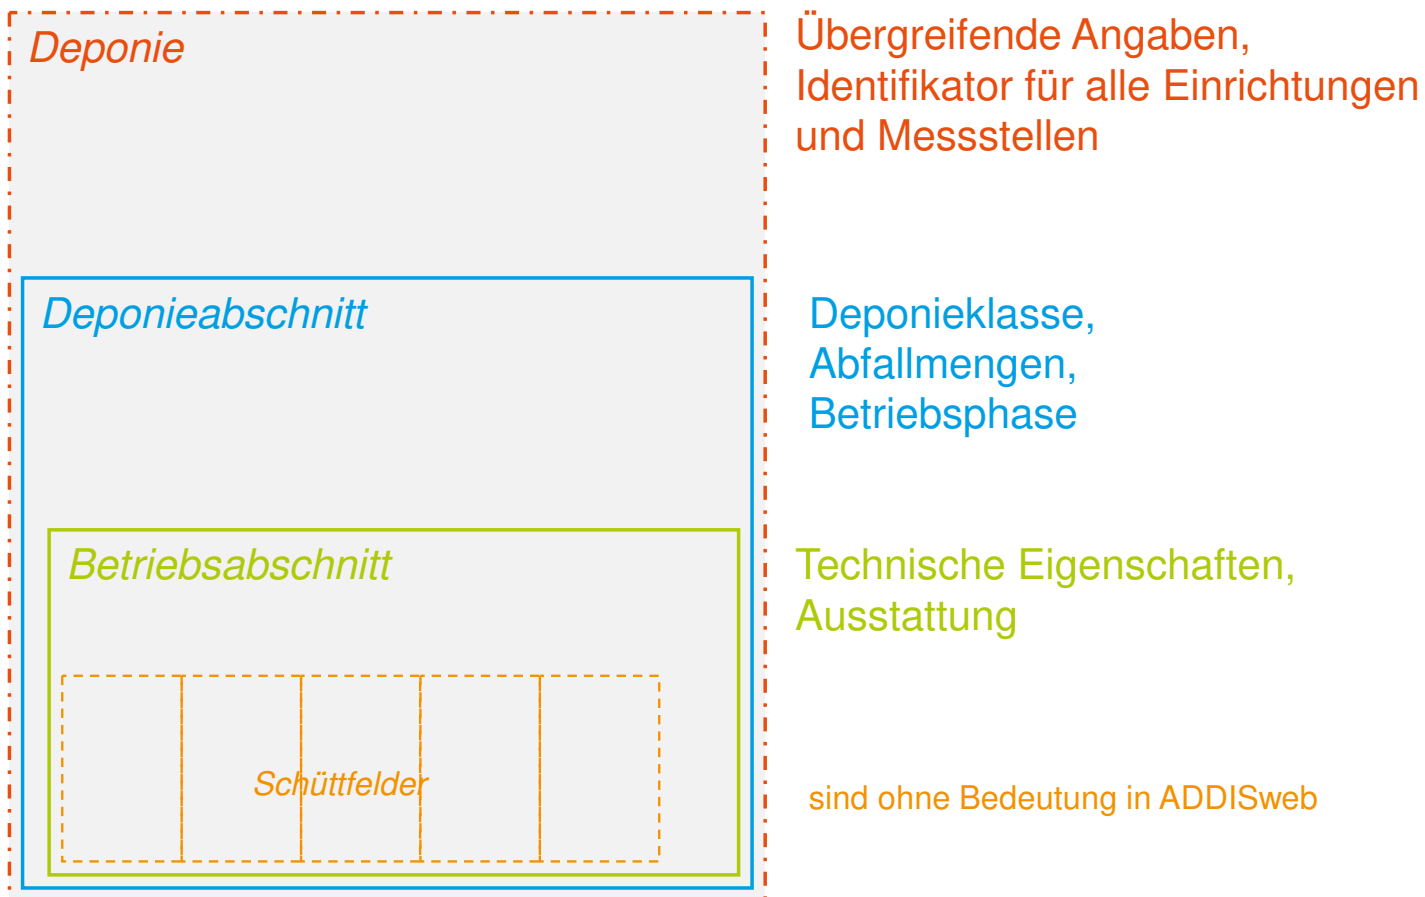 Deponie
Übergreifende Angaben,
Identifikator für alle Einrichtungen
und Messstellen
Deponieabschnitt
Deponieklasse,
Abfallmengen,
Betriebsphase
Betriebsabschnitt
Technische Eigenschaften,
Ausstattung
Schüttfelder
sind ohne Bedeutung in ADDISweb